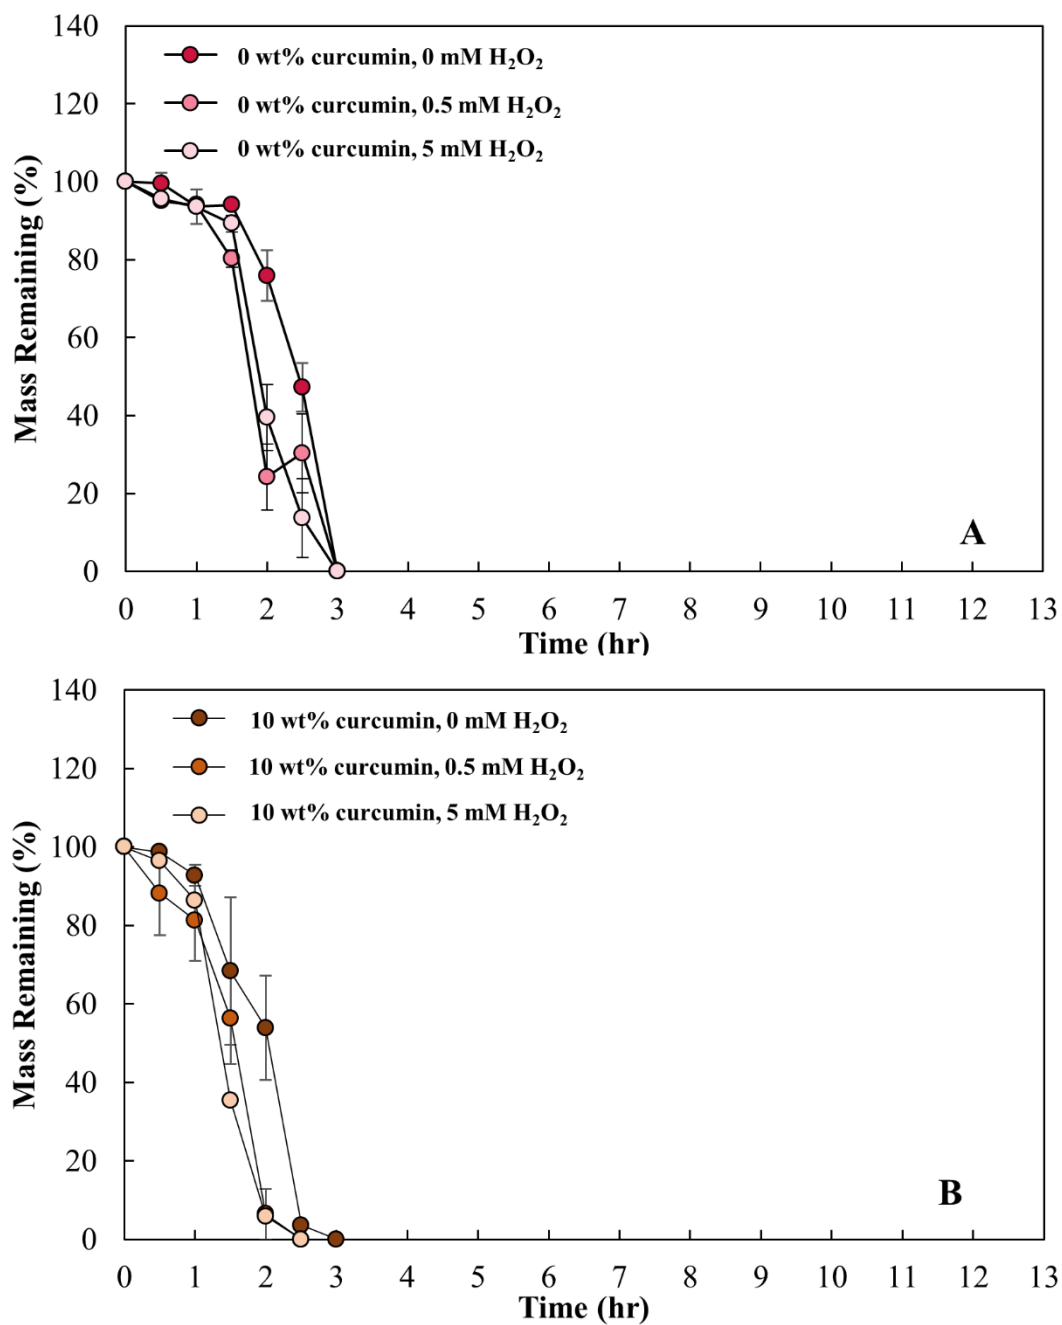 140
120
100
80
60
40
20
0
Mass Remaining (%)
0 wt% curcumin, 0 mM H₂O₂
0 wt% curcumin, 0.5 mM H₂O₂
0 wt% curcumin, 5 mM H₂O₂
A
0 1 2 3 4 5 6 7 8 9 10 11 12 13
Time (hr)
140
120
100
80
60
40
20
0
Mass Remaining (%)
10 wt% curcumin, 0 mM H₂O₂
10 wt% curcumin, 0.5 mM H₂O₂
10 wt% curcumin, 5 mM H₂O₂
B
0 1 2 3 4 5 6 7 8 9 10 11 12 13
Time (hr)